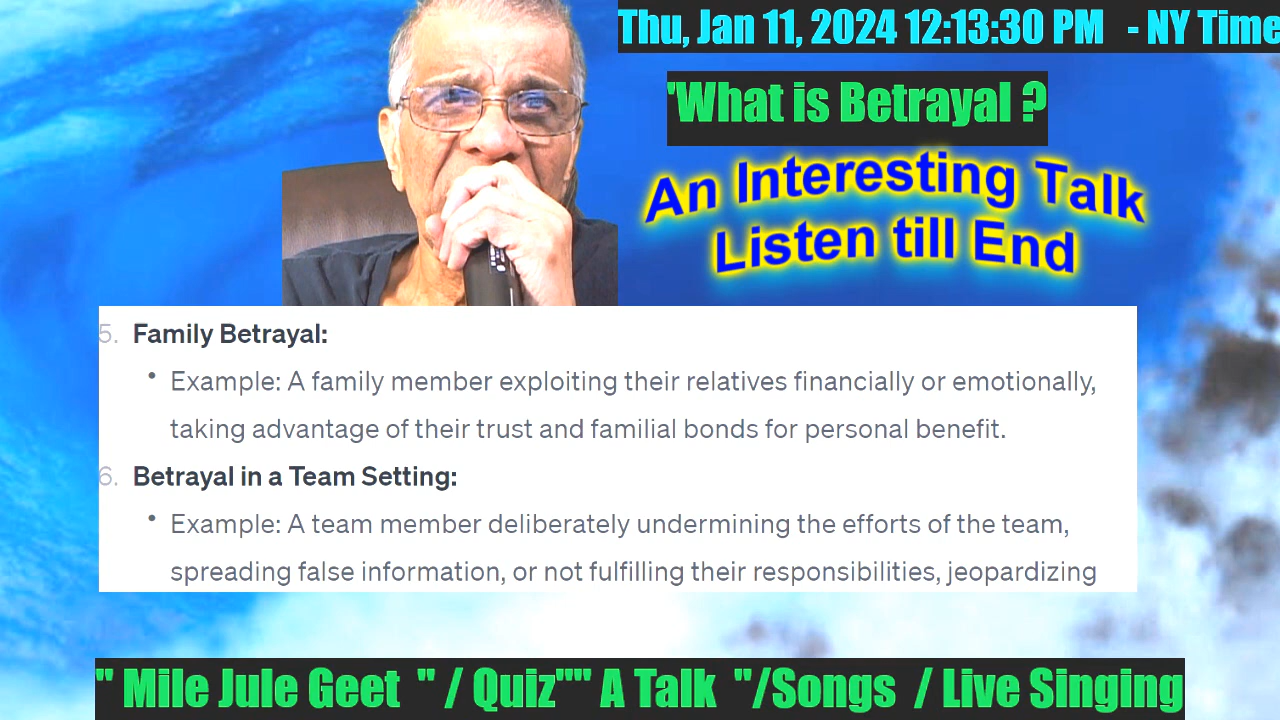 Thu, Jan 11, 2024 12:13:30 PM - NY Time
'What is Betrayal ?
An Interesting Talk
Listen till End
5. Family Betrayal:
• Example: A family member exploiting their relatives financially or emotionally,
taking advantage of their trust and familial bonds for personal benefit.
6. Betrayal in a Team Setting:
• Example: A team member deliberately undermining the efforts of the team,
spreading false information, or not fulfilling their responsibilities, jeopardizing
" Mile Jule Geet " / Quiz"" A Talk "/Songs / Live Singing